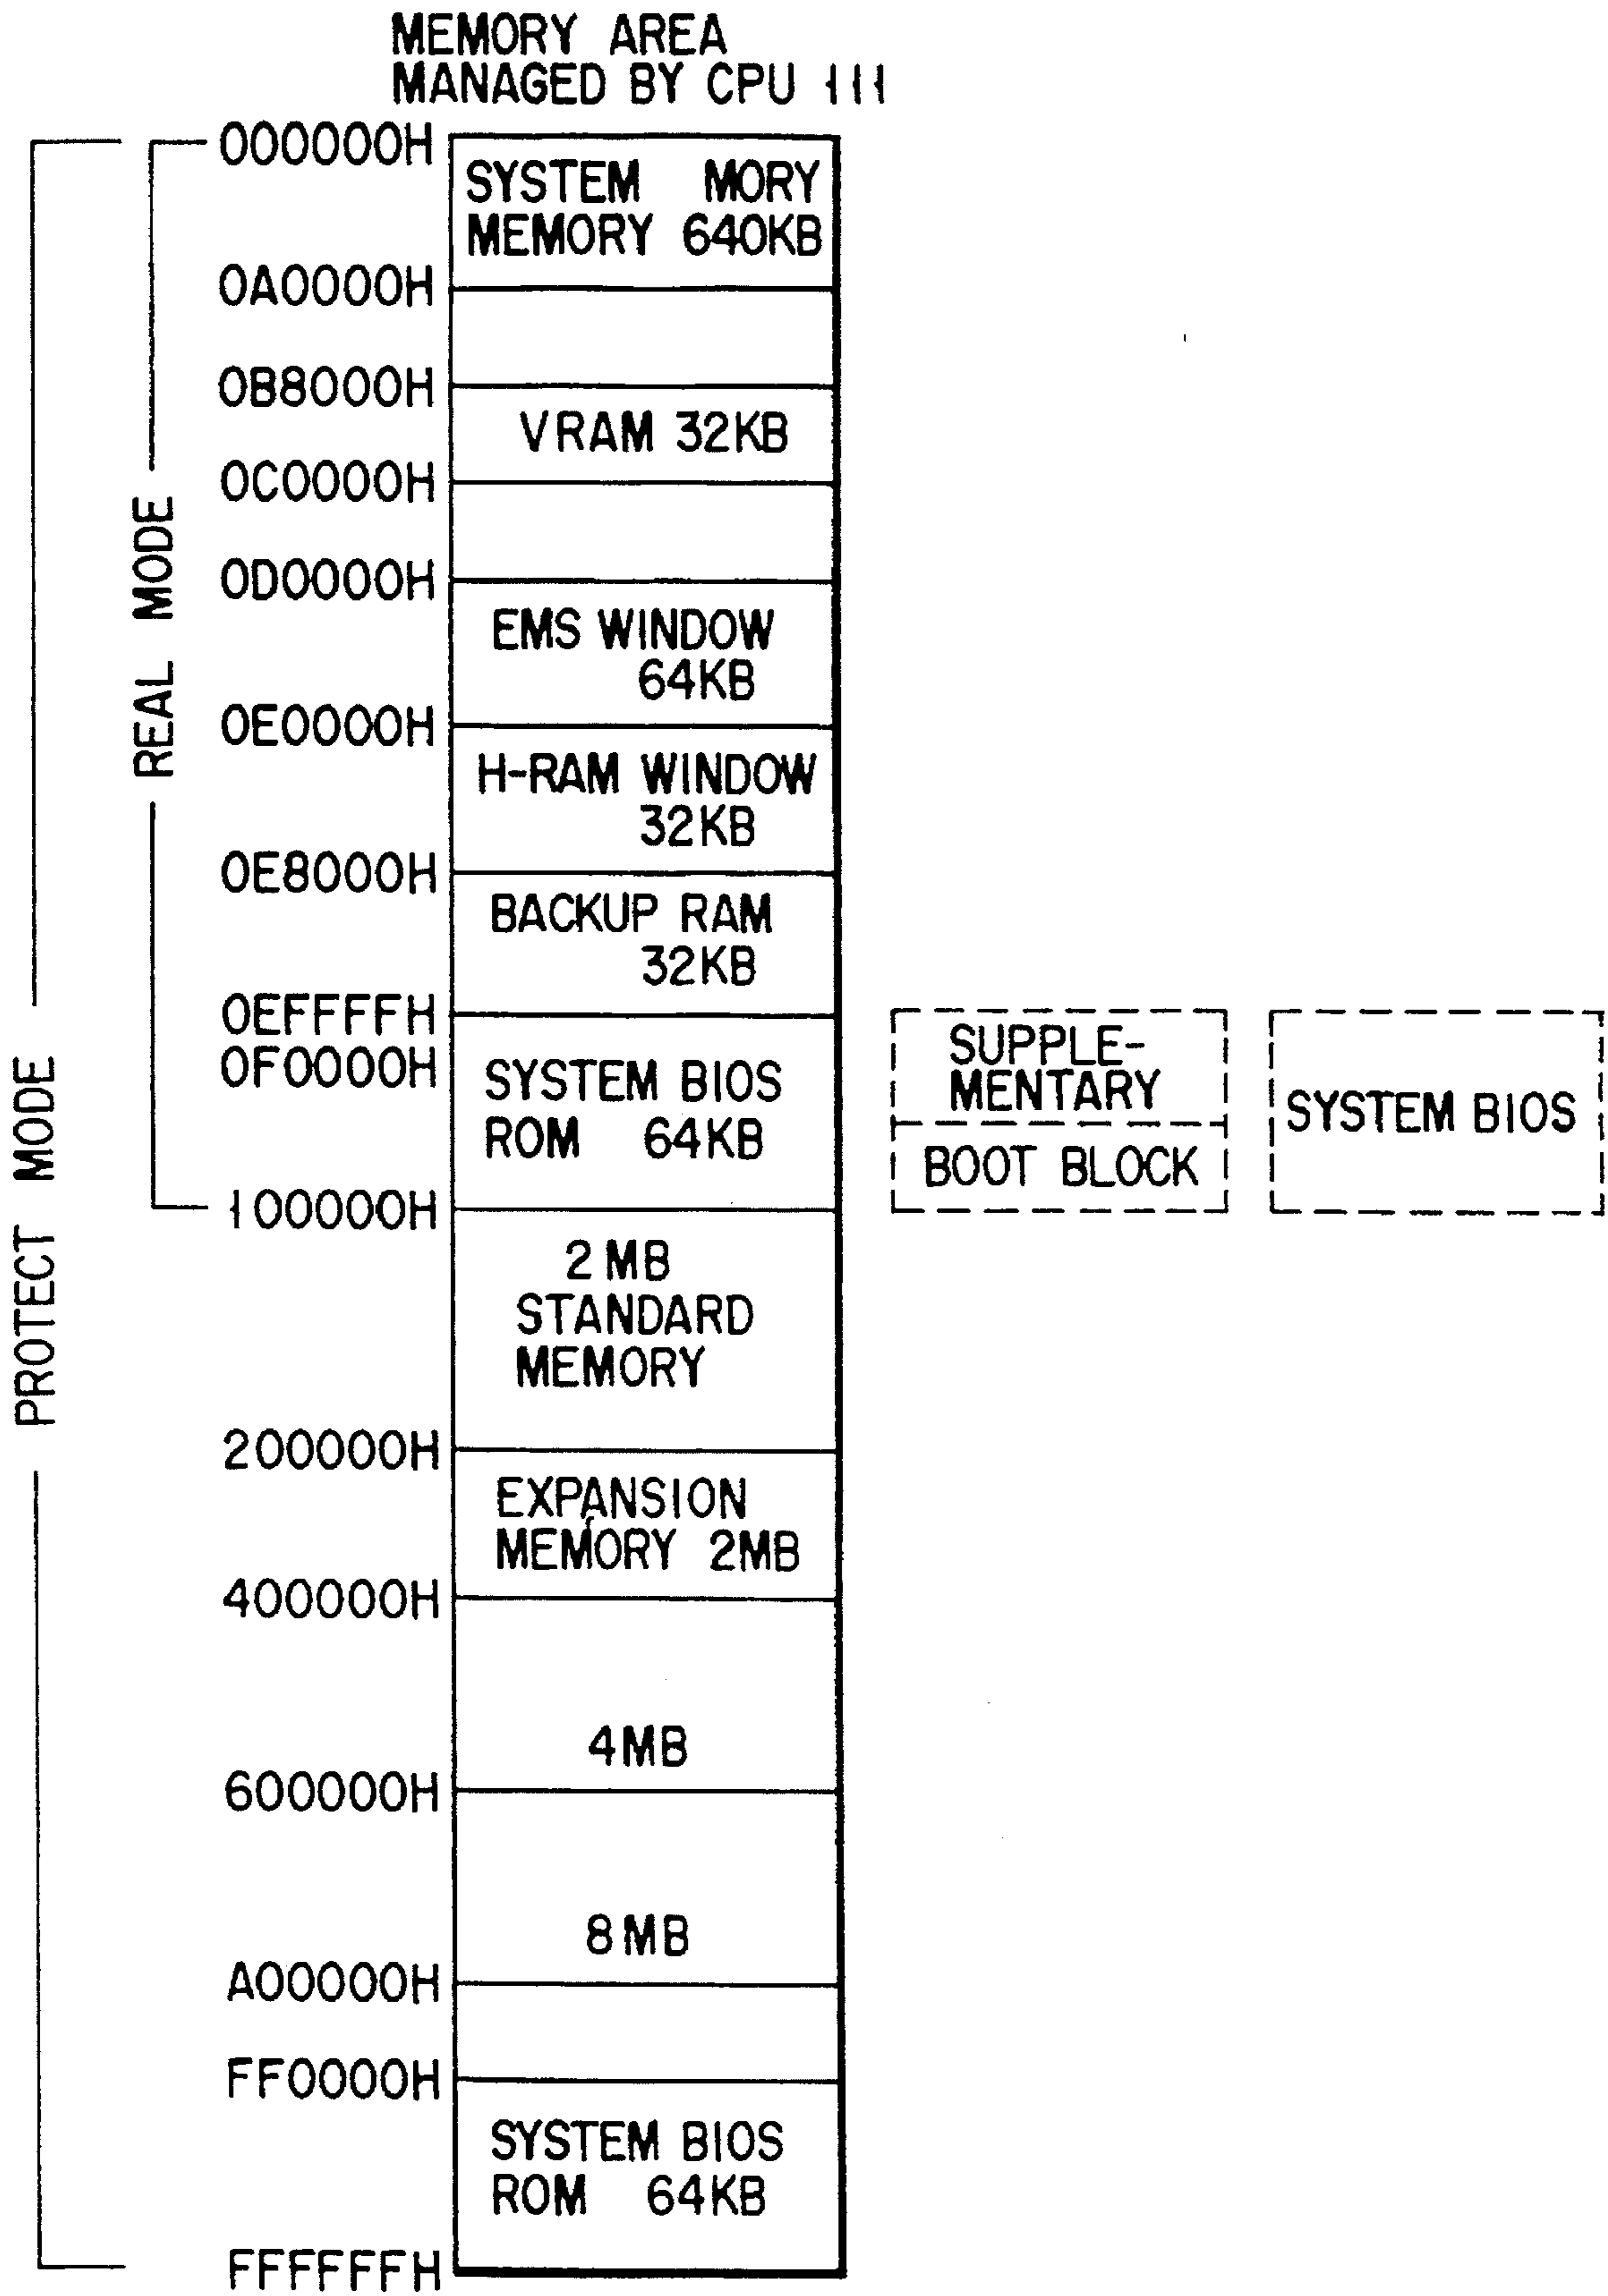 MEMORY AREA
MANAGED BY CPU 111
000000H
SYSTEM MORY
MEMORY 640KB
0A0000H
0B8000H
VRAM 32KB
0C0000H
0D0000H
EMS WINDOW
64KB
0E0000H
H-RAM WINDOW
32KB
0E8000H
BACKUP RAM
32KB
0EFFFFH
0F0000H
SYSTEM BIOS
ROM 64KB
SUPPLE-
MENTARY
BOOT BLOCK
SYSTEM BIOS
100000H
2MB
STANDARD
MEMORY
200000H
EXPANSION
MEMORY 2MB
400000H
4MB
600000H
8MB
A00000H
FF0000H
SYSTEM BIOS
ROM 64KB
FFFFFFH
REAL MODE
PROTECT MODE